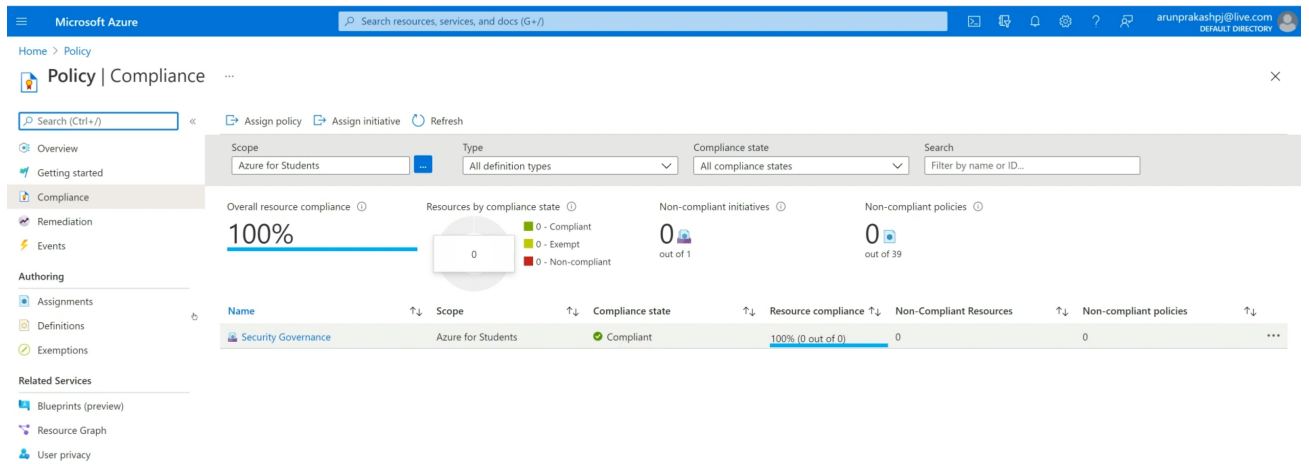 Microsoft Azure
Search resources, services, and docs (G+/)
arunprakashpj@live.com
DEFAULT DIRECTORY
Home > Policy
Policy | Compliance ...
Search (Ctrl+/)
Overview
Getting started
Compliance
Remediation
Events
Authoring
Assignments
Definitions
Exemptions
Related Services
Blueprints (preview)
Resource Graph
User privacy
Assign policy Assign initiative Refresh
Scope Type Compliance state Search
Azure for Students ... All definition types All compliance states Filter by name or ID...
Overall resource compliance Resources by compliance state Non-compliant initiatives Non-compliant policies
100%
0
0 - Compliant
0 - Exempt
0 - Non-compliant
0
out of 1
0
out of 39
Name Scope Compliance state Resource compliance Non-Compliant Resources Non-compliant policies
Security Governance Azure for Students Compliant 100% (0 out of 0) 0 0 ...